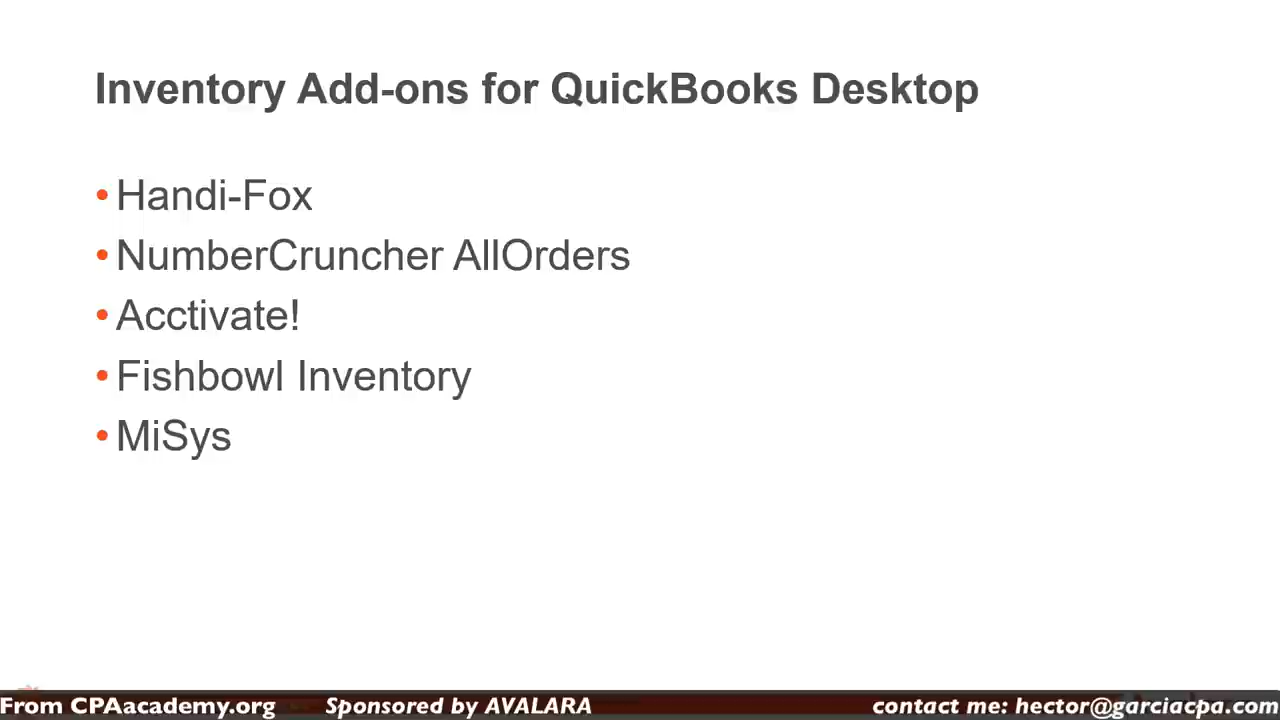 Inventory Add-ons for QuickBooks Desktop
•Handi-Fox
•NumberCruncher AllOrders
•Acctivate!
•Fishbowl Inventory
•MiSys
From CPAacademy.org Sponsored by AVALARA contact me: hector@garciacpa.com